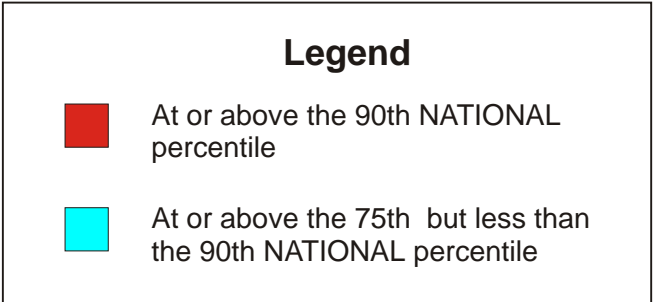 Legend
At or above the 90th NATIONAL
percentile
At or above the 75th  but less than
the 90th NATIONAL percentile